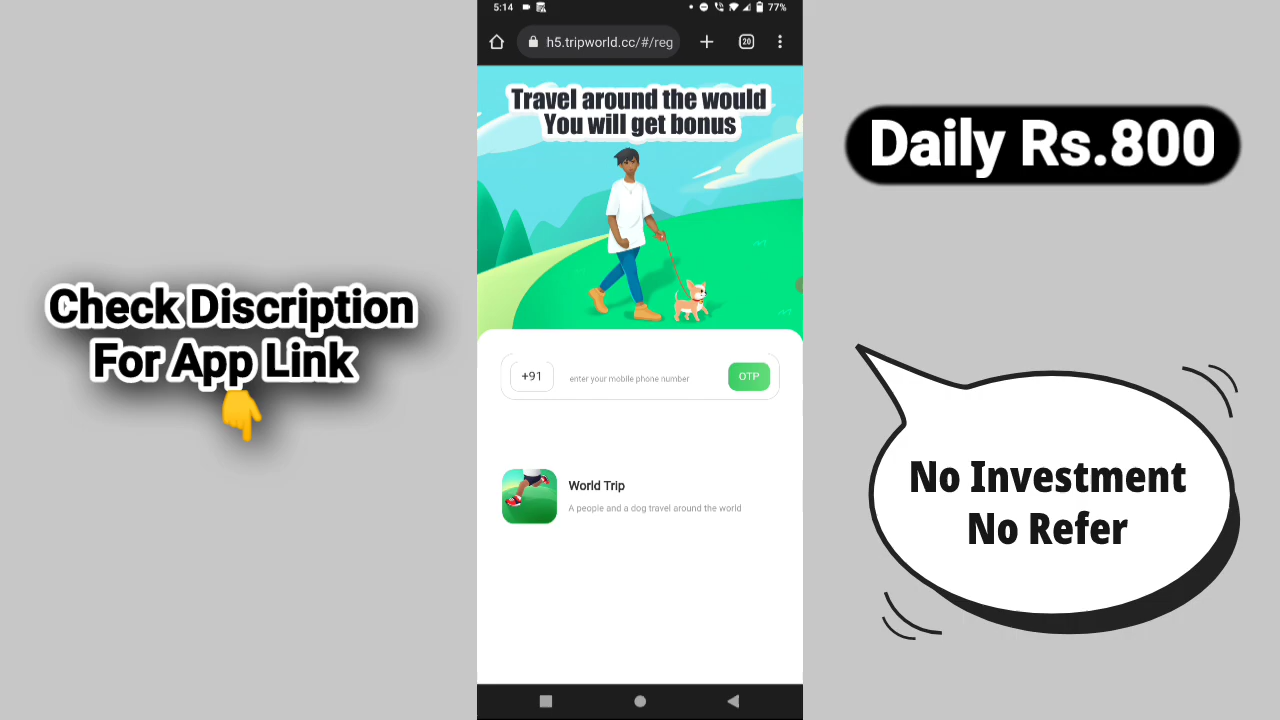 5:14
77%
h5.tripworld.cc/#/reg
20
Travel around the would
You will get bonus
+91
enter your mobile phone number
OTP
World Trip
A people and a dog travel around the world
Check Discription
For App Link
Daily Rs.800
No Investment
No Refer